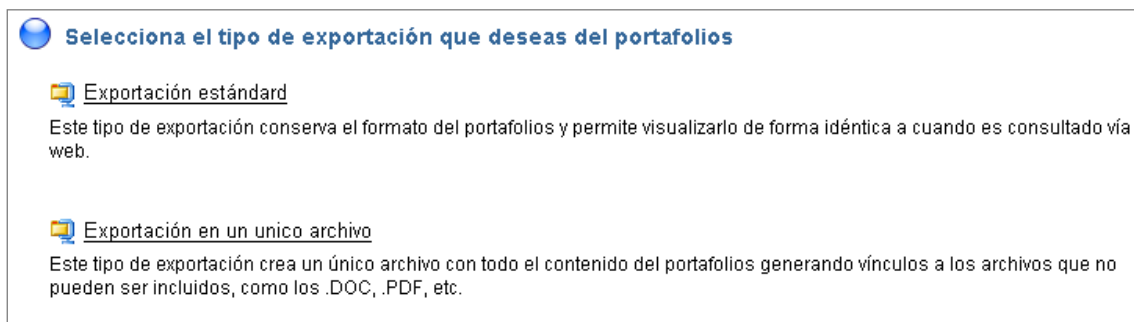 Selecciona el tipo de exportación que deseas del portafolios
Exportación estándard
Este tipo de exportación conserva el formato del portafolios y permite visualizarlo de forma idéntica a cuando es consultado vía
web.
Exportación en un unico archivo
Este tipo de exportación crea un único archivo con todo el contenido del portafolios generando vínculos a los archivos que no
pueden ser incluidos, como los .DOC, .PDF, etc.